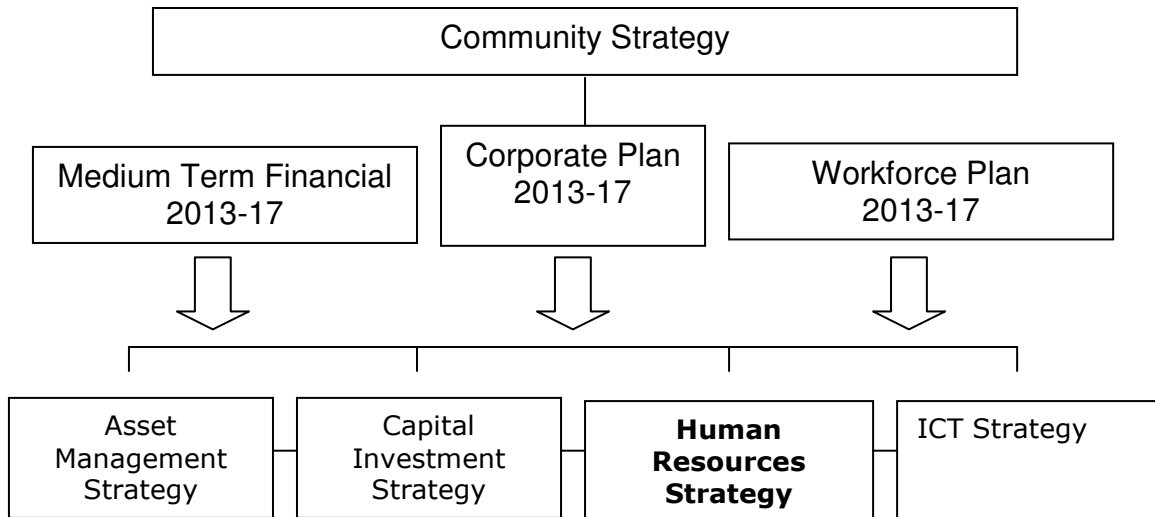 Community Strategy
Medium Term Financial
2013-17
Corporate Plan
2013-17
Workforce Plan
2013-17
Asset
Management
Strategy
Capital
Investment
Strategy
Human
Resources
Strategy
ICT Strategy